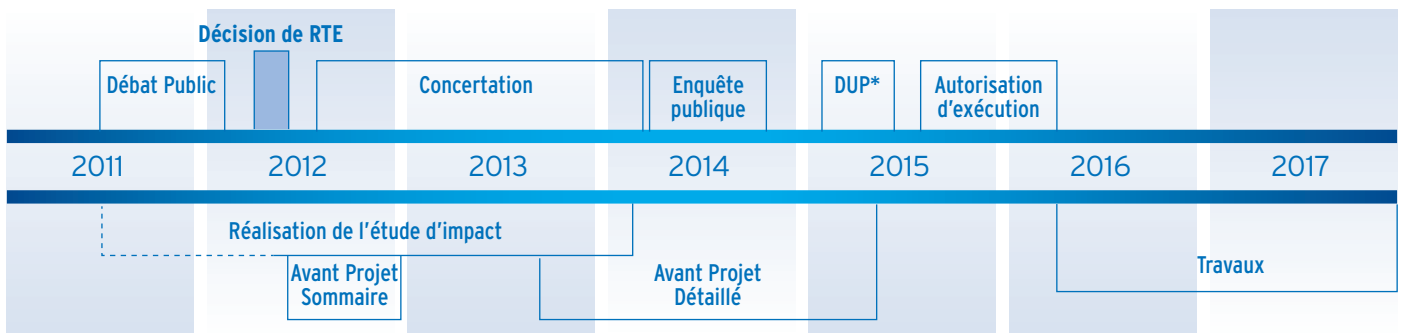 Décision de RTE
Débat Public
Concertation
Enquête
publique
DUP*
Autorisation
d'exécution
2011
2012
2013
2014
2015
2016
2017
Réalisation de l'étude d'impact
Avant Projet
Sommaire
Avant Projet
Détaillé
Travaux